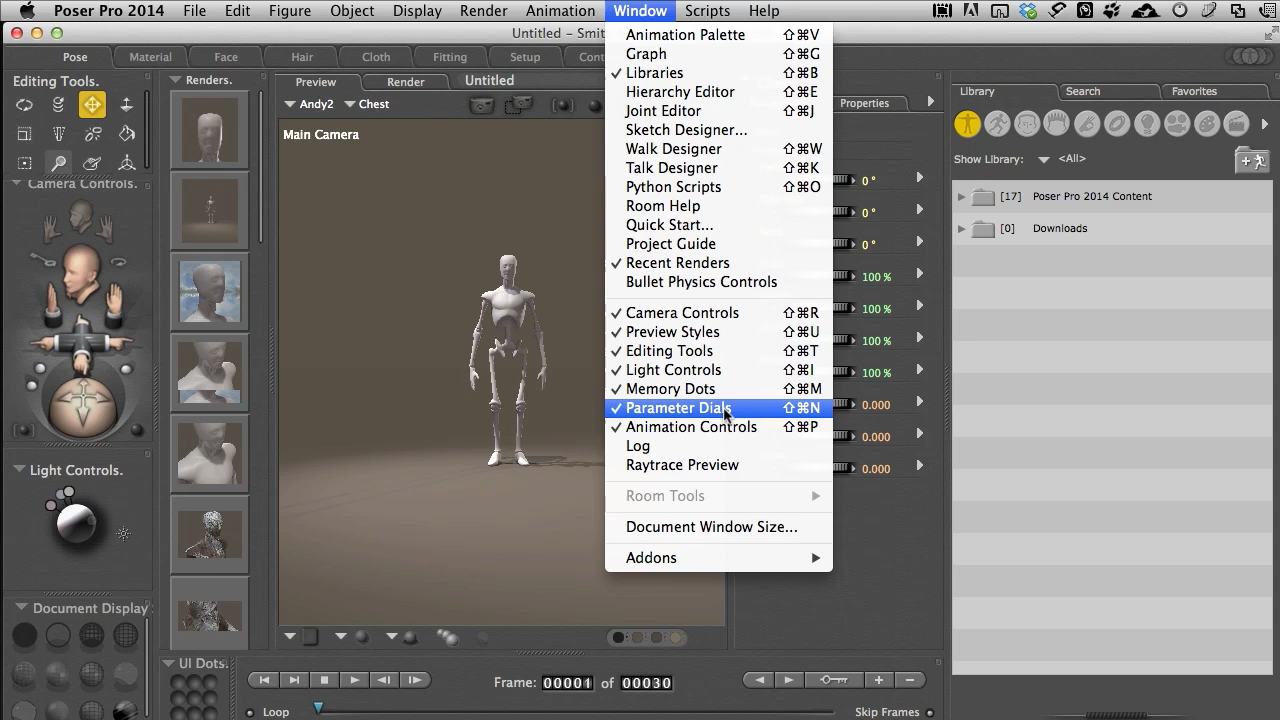 Poser Pro 2014 File Edit Figure Object Display Render Animation Window Scripts Help
Untitled - Smit
Pose Material Face Hair Cloth Fitting Setup Cont
Editing Tools.
Renders.
Preview Render Untitled
Andy2 Chest
Main Camera
Camera Controls.
Light Controls.
Document Display
UI Dots.
Animation Palette ⇧⌘V
Graph ⇧⌘G
✓ Libraries ⇧⌘B
Hierarchy Editor ⇧⌘E
Joint Editor ⇧⌘J
Sketch Designer...
Walk Designer ⇧⌘W
Talk Designer ⇧⌘K
Python Scripts ⇧⌘O
Room Help
Quick Start...
Project Guide
✓ Recent Renders
Bullet Physics Controls
✓ Camera Controls ⇧⌘R
✓ Preview Styles ⇧⌘U
✓ Editing Tools ⇧⌘T
✓ Light Controls ⇧⌘I
✓ Memory Dots ⇧⌘M
✓ Parameter Dials ⇧⌘N
✓ Animation Controls ⇧⌘P
Log
Raytrace Preview
Room Tools
Document Window Size...
Addons
Properties
0 °
0 °
0 °
100 %
100 %
100 %
100 %
0.000
0.000
0.000
Library Search Favorites
Show Library: <All>
[17] Poser Pro 2014 Content
[0] Downloads
Frame: 00001 of 00030
Loop
Skip Frames